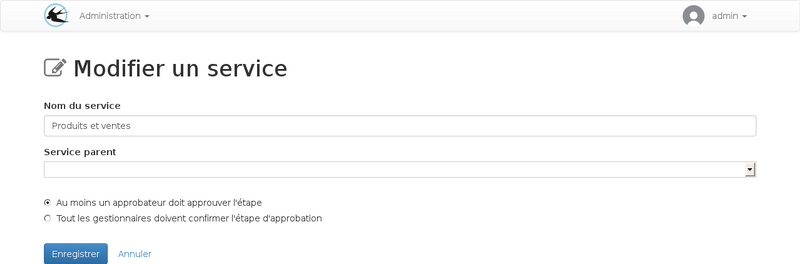 Administration
admin
Modifier un service
Nom du service
Produits et ventes
Service parent
Au moins un approbateur doit approuver l'étape
Tout les gestionnaires doivent confirmer l'étape d'approbation
Enregistrer Annuler